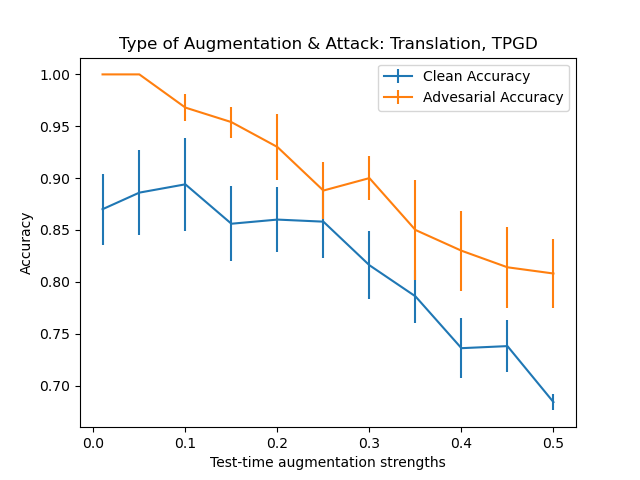 Type of Augmentation & Attack: Translation, TPGD
Clean Accuracy
Advesarial Accuracy
1.00
0.95
0.90
0.85
0.80
0.75
0.70
Accuracy
0.0 0.1 0.2 0.3 0.4 0.5
Test-time augmentation strengths